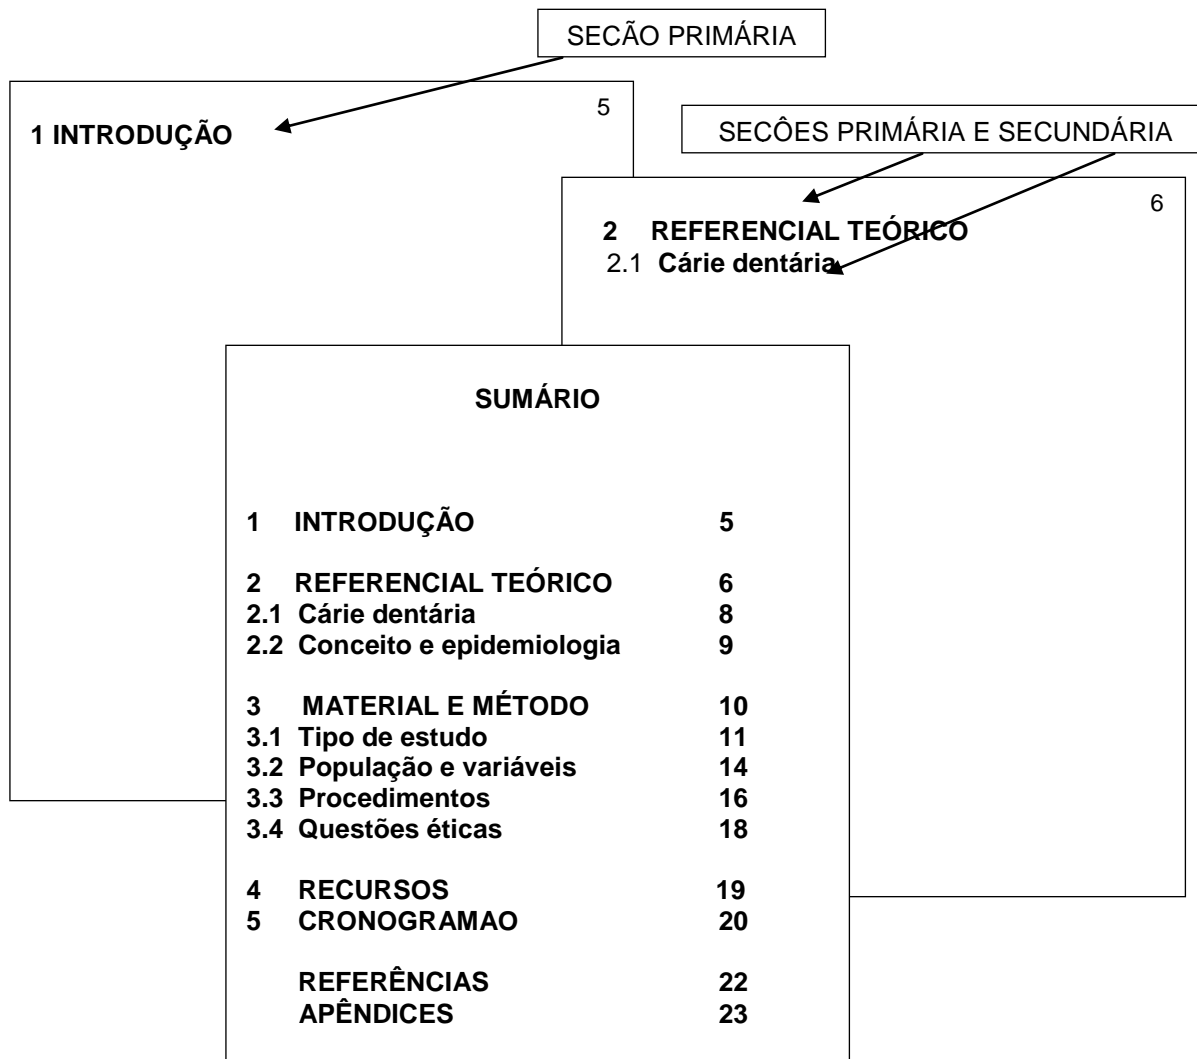 SECÃO PRIMÁRIA
5
1 INTRODUÇÃO
SECÔES PRIMÁRIA E SECUNDÁRIA
6
2 REFERENCIAL TEÓRICO
2.1 Cárie dentária
SUMÁRIO
1 INTRODUÇÃO 5
2 REFERENCIAL TEÓRICO 6
2.1 Cárie dentária 8
2.2 Conceito e epidemiologia 9
3 MATERIAL E MÉTODO 10
3.1 Tipo de estudo 11
3.2 População e variáveis 14
3.3 Procedimentos 16
3.4 Questões éticas 18
4 RECURSOS 19
5 CRONOGRAMAO 20
REFERÊNCIAS 22
APÊNDICES 23